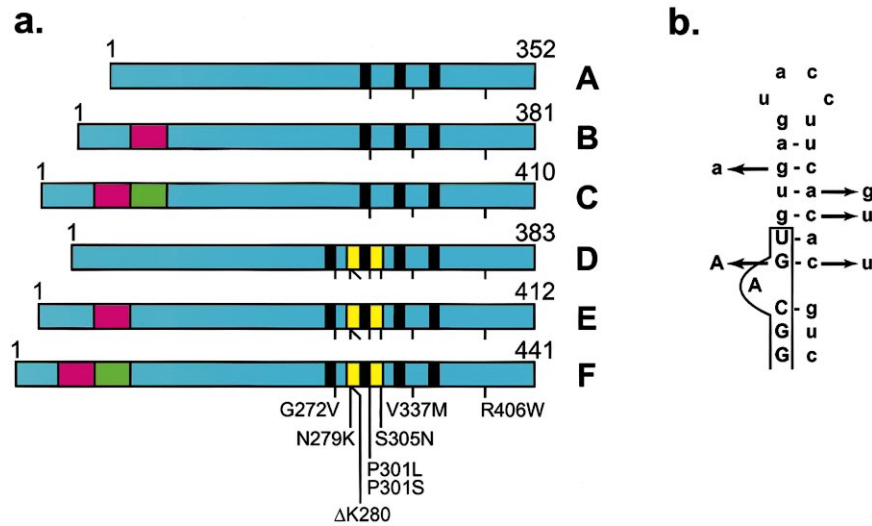 a.
1 352
A
1 381
B
1 410
C
1 383
D
1 412
E
1 441
F
G272V V337M R406W
N279K S305N
P301L
P301S
ΔK280
b.
a c
u c
g u
a - u
a ← g - c
u - a → g
g - c → u
U - a
A ← G - c → u
A
C - g
G u
G c